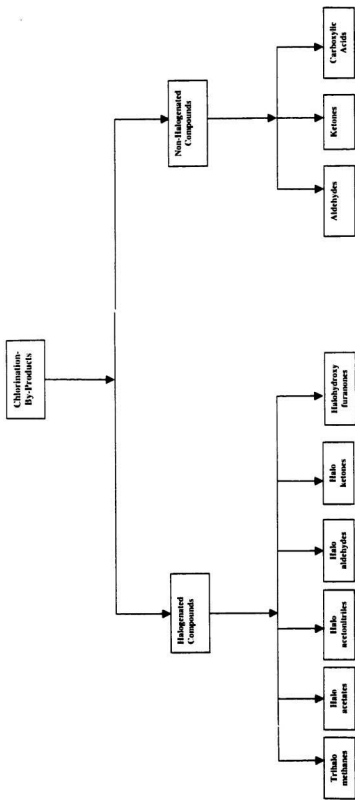 Chlorination-
By-Products
Halogenated
Compounds
Non-Halogenated
Compounds
Trihalo
methanes
Halo
acetates
Halo
acetonitriles
Halo
aldehydes
Halo
ketones
Halohydroxy
furanones
Aldehydes
Ketones
Carboxylic
Acids